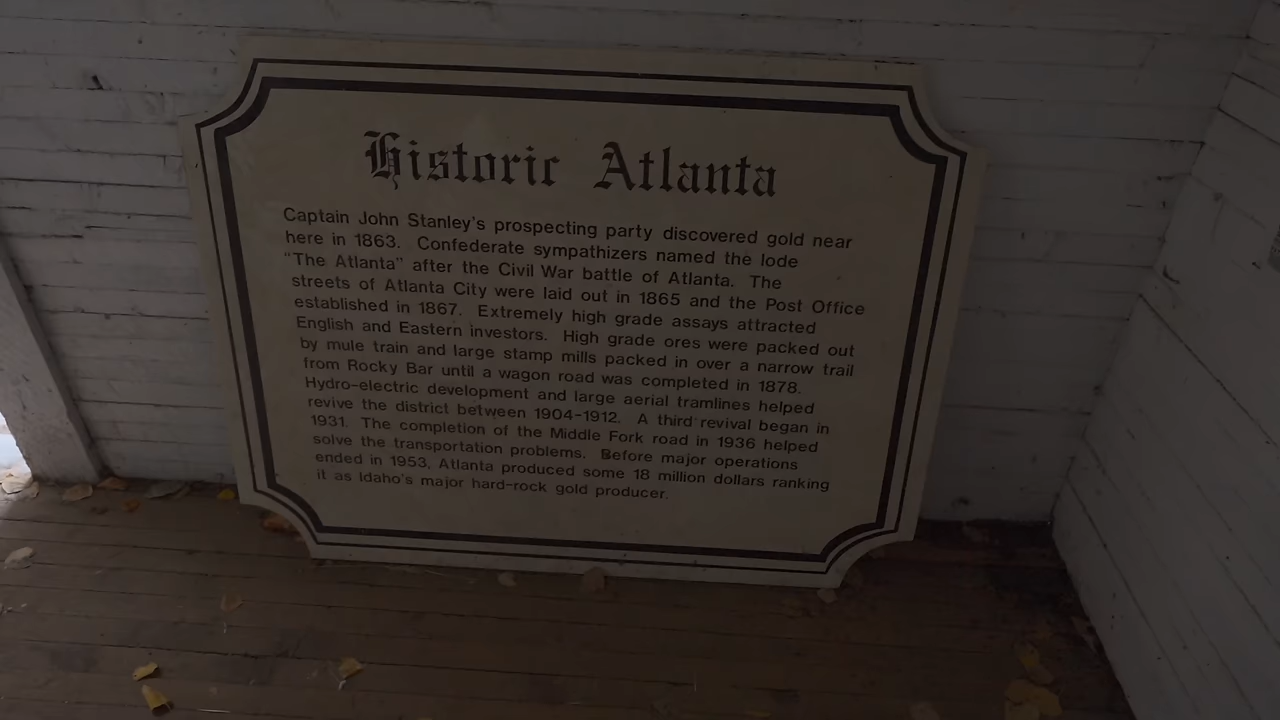 Historic Atlanta
Captain John Stanley's prospecting party discovered gold near
here in 1863. Confederate sympathizers named the lode
"The Atlanta" after the Civil War battle of Atlanta. The
streets of Atlanta City were laid out in 1865 and the Post Office
established in 1867. Extremely high grade assays attracted
English and Eastern investors. High grade ores were packed out
by mule train and large stamp mills packed in over a narrow trail
from Rocky Bar until a wagon road was completed in 1878.
Hydro-electric development and large aerial tramlines helped
revive the district between 1904-1912. A third revival began in
1931. The completion of the Middle Fork road in 1936 helped
solve the transportation problems. Before major operations
ended in 1953, Atlanta produced some 18 million dollars ranking
it as Idaho's major hard-rock gold producer.